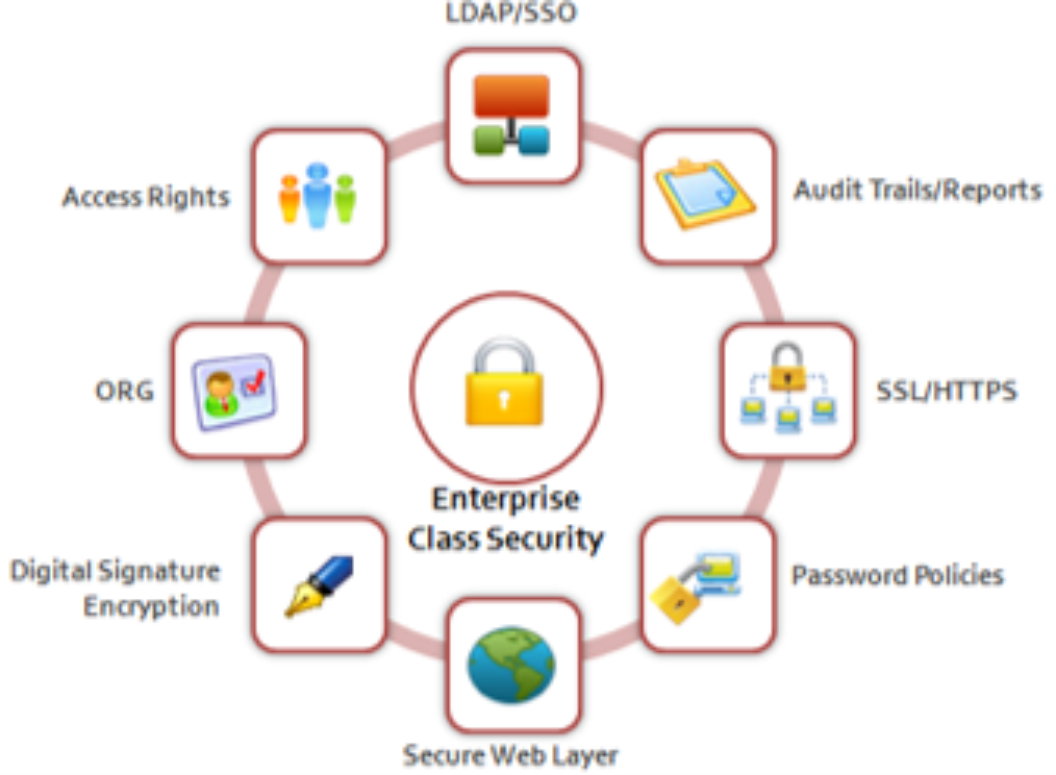 LDAP/SSO
Access Rights
Audit Trails/Reports
ORG
SSL/HTTPS
Enterprise
Class Security
Digital Signature
Encryption
Password Policies
Secure Web Layer